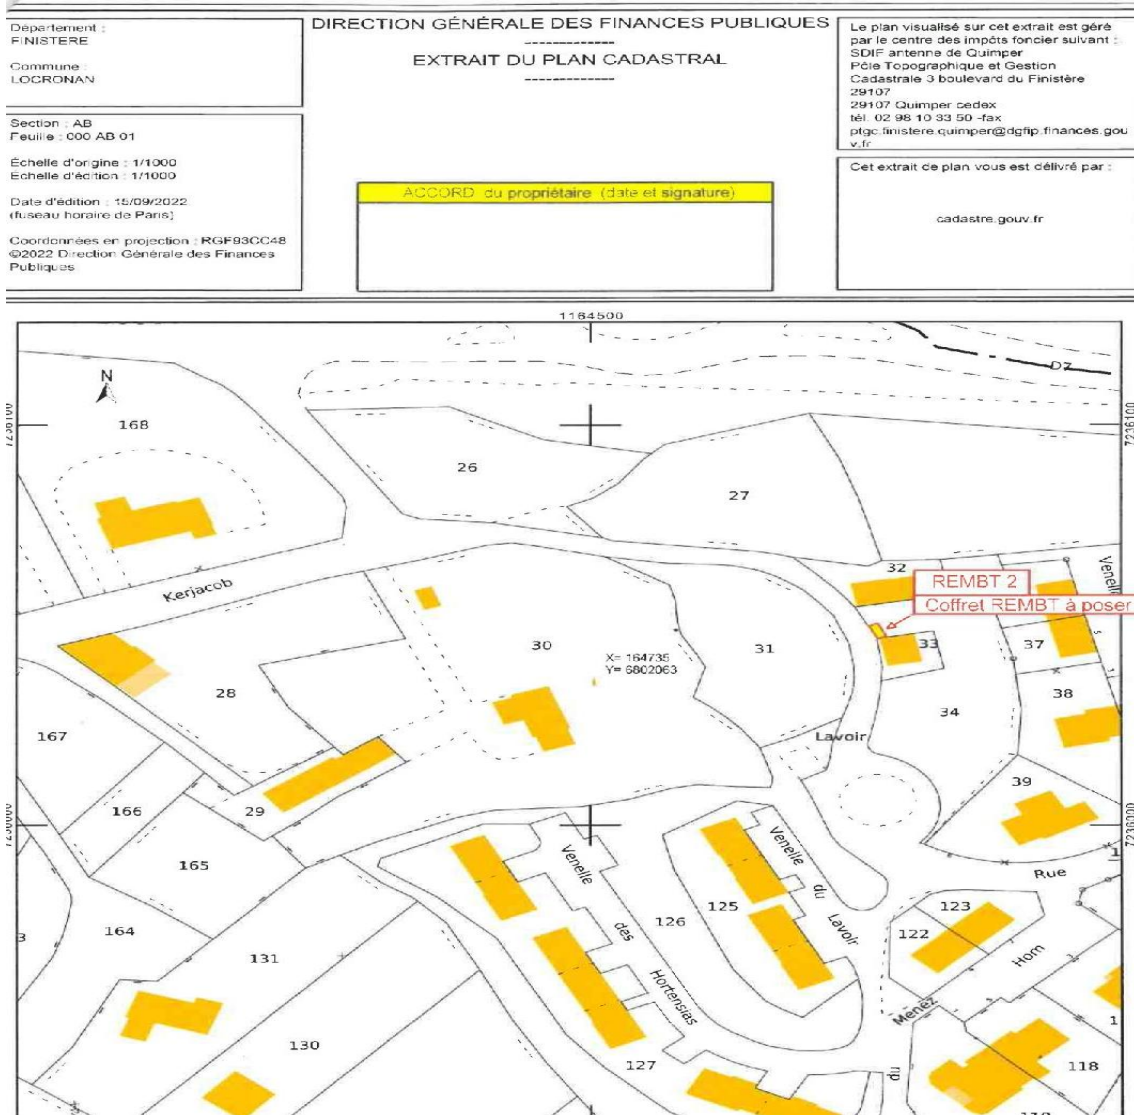 Département :
FINISTERE
Commune :
LOCRONAN
Section : AB
Feuille : 000 AB 01
Échelle d'origine : 1/1000
Échelle d'édition : 1/1000
Date d'édition : 15/09/2022
(fuseau horaire de Paris)
Coordonnées en projection : RGF93CC48
©2022 Direction Générale des Finances
Publiques
DIRECTION GÉNÉRALE DES FINANCES PUBLIQUES
------------
EXTRAIT DU PLAN CADASTRAL
------------
ACCORD du propriétaire (date et signature)
Le plan visualisé sur cet extrait est géré
par le centre des impôts foncier suivant :
SDIF antenne de Quimper
Pôle Topographique et Gestion
Cadastrale 3 boulevard du Finistère
29107
29107 Quimper cedex
tél. 02 98 10 33 50 -fax
ptgc.finistere.quimper@dgfip.finances.gou
v.fr
Cet extrait de plan vous est délivré par :
cadastre.gouv.fr
1164500
D7
N
7236100
7236100
168
26
27
32
Venelle
REMBT 2
Coffret REMBT à poser
Kerjacob
30
31
33
37
X= 164735
Y= 6802063
28
38
34
167
Lavoir
39
166
29
7236000
7236000
165
Venelle
Venelle
Rue
125
du
123
126
164
122
Lavoir
des
131
Hom
Hortensias
Menez
130
127
118
du